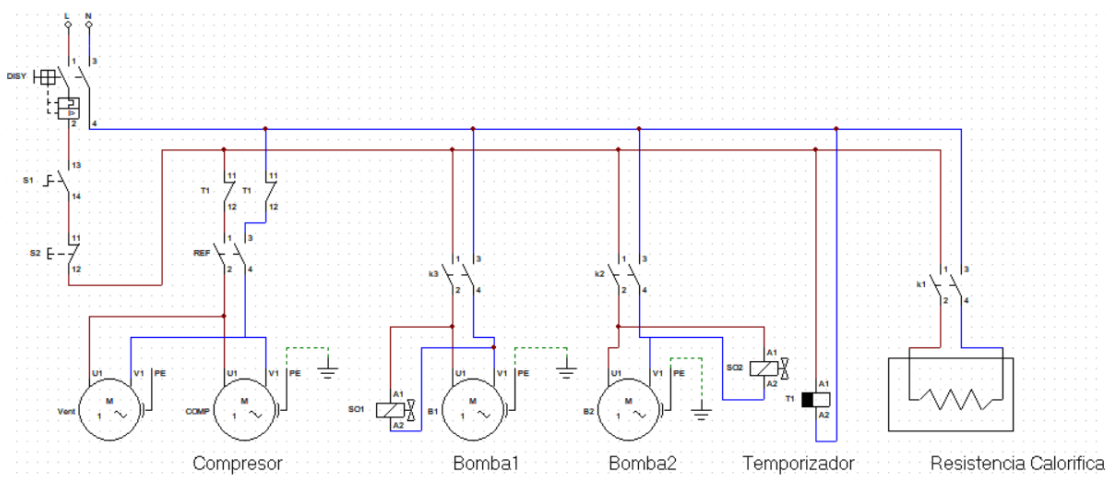 L N
1 3
DISY
2 4
13
S1
14
11
S2
12
11 11
T1 T1
12 12
1 3
REF
2 4
1 3
k3
2 4
1 3
k2
2 4
1 3
k1
2 4
U1 V1 PE
M
1
Vent
U1 V1 PE
M
1
COMP
A1
SO1
A2
U1 V1 PE
M
1
B1
U1 V1 PE
M
1
B2
A1
SO2
A2
A1
T1
A2
Compresor
Bomba1
Bomba2
Temporizador
Resistencia Calorifica